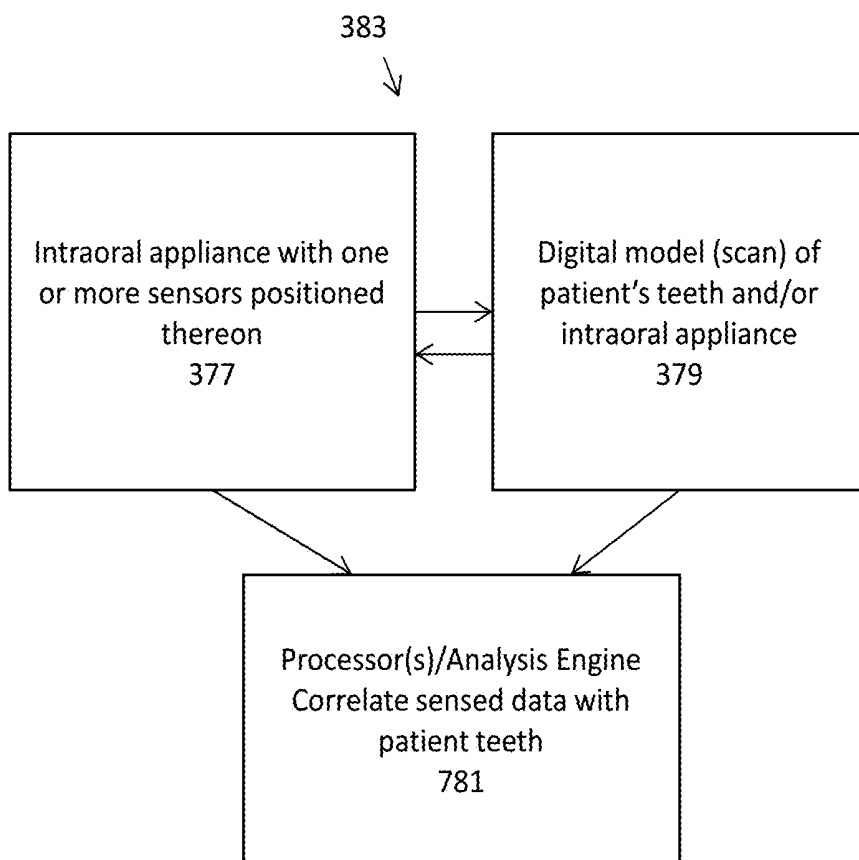 383
Intraoral appliance with one
or more sensors positioned
thereon
377
Digital model (scan) of
patient's teeth and/or
intraoral appliance
379
Processor(s)/Analysis Engine
Correlate sensed data with
patient teeth
781